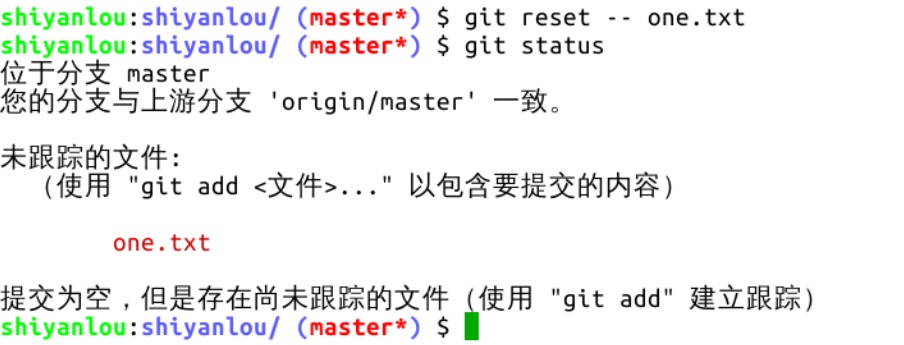 shiyanlou:shiyanlou/ (master*) $ git reset -- one.txt
shiyanlou:shiyanlou/ (master*) $ git status
位于分支 master
您的分支与上游分支 'origin/master' 一致。
未跟踪的文件:
（使用 "git add <文件>..." 以包含要提交的内容）
one.txt
提交为空，但是存在尚未跟踪的文件（使用 "git add" 建立跟踪）
shiyanlou:shiyanlou/ (master*) $